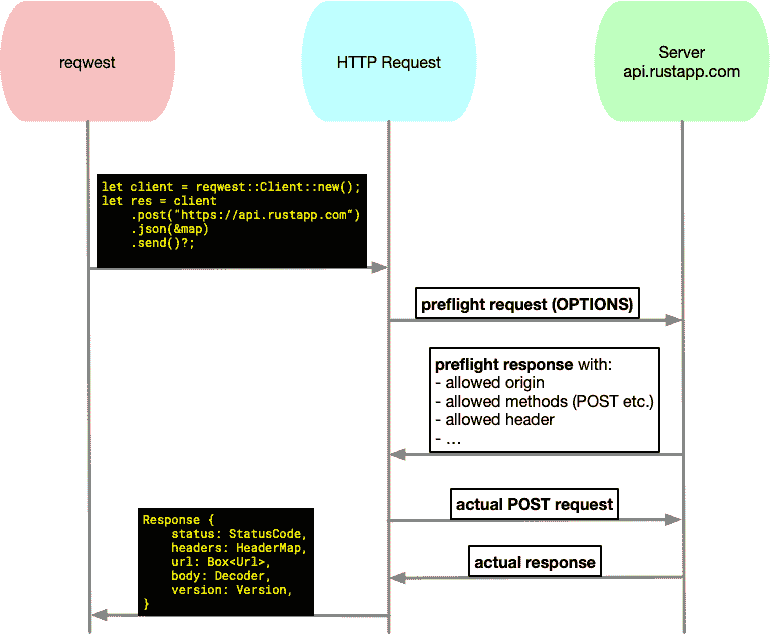 reqwest
HTTP Request
Server
api.rustapp.com
let client = reqwest::Client::new();
let res = client
.post("https://api.rustapp.com")
.json(&map)
.send()?;
preflight request (OPTIONS)
preflight response with:
- allowed origin
- allowed methods (POST etc.)
- allowed header
- ...
actual POST request
Response {
status: StatusCode,
headers: HeaderMap,
url: Box<Url>,
body: Decoder,
version: Version,
}
actual response